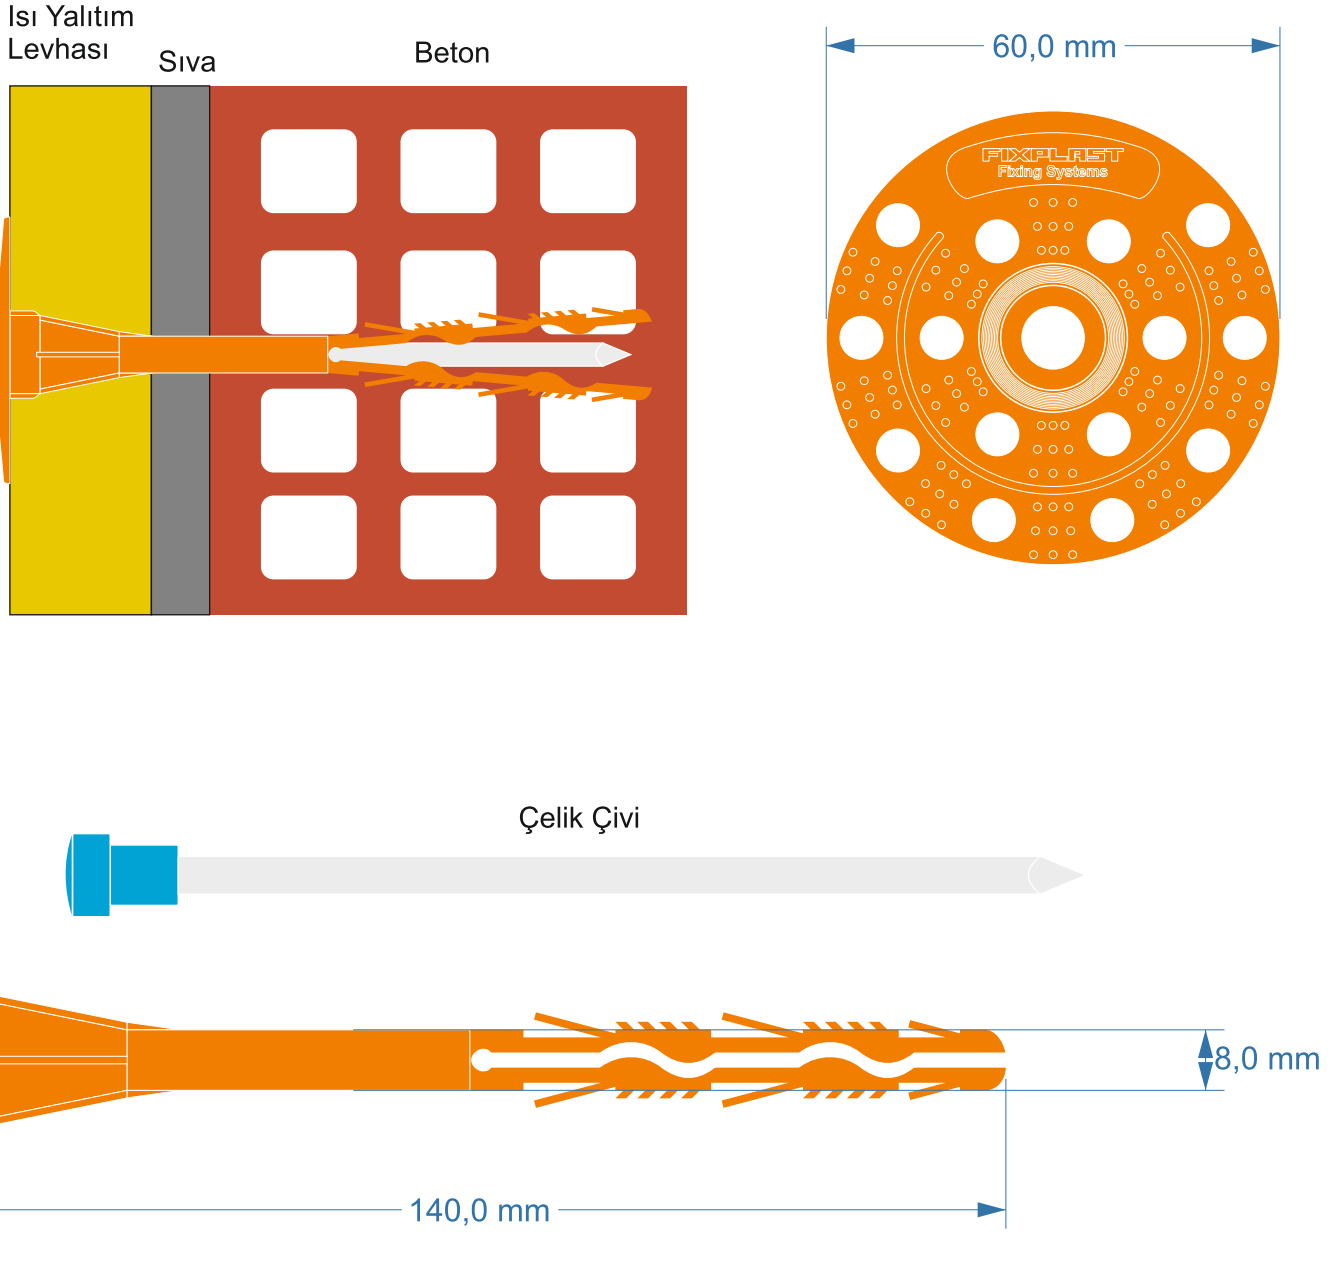 Isı Yalıtım
Levhası
Sıva
Beton
60,0 mm
FIXPLAST
Fixing Systems
Çelik Çivi
8,0 mm
140,0 mm